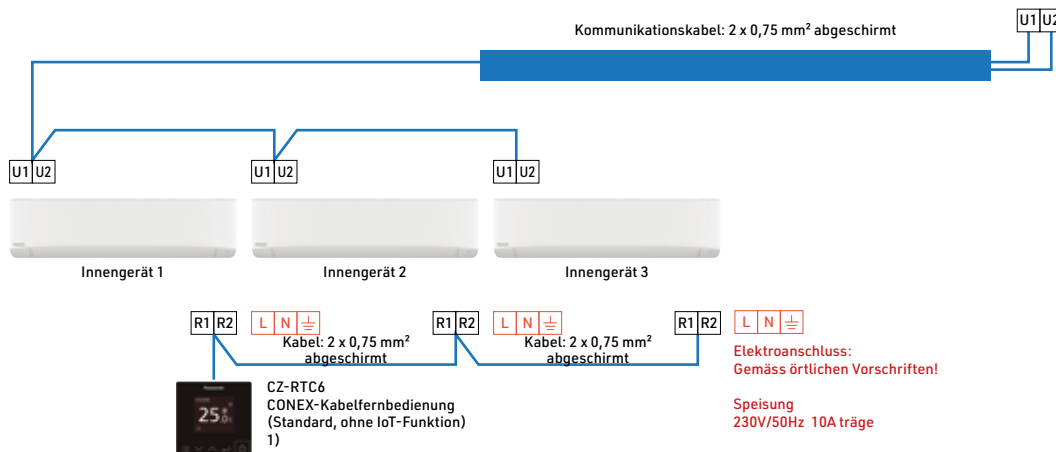 Kommunikationskabel: 2 x 0,75 mm² abgeschirmt
U1 U2
U1 U2
U1 U2
U1 U2
Innengerät 1
Innengerät 2
Innengerät 3
R1 R2
L N
R1 R2
L N
R1 R2
L N
Kabel: 2 x 0,75 mm²
abgeschirmt
Kabel: 2 x 0,75 mm²
abgeschirmt
Elektroanschluss:
Gemäss örtlichen Vorschriften!
Speisung
230V/50Hz 10A träge
CZ-RTC6
CONEX-Kabelfernbedienung
(Standard, ohne IoT-Funktion)
1)
25.0